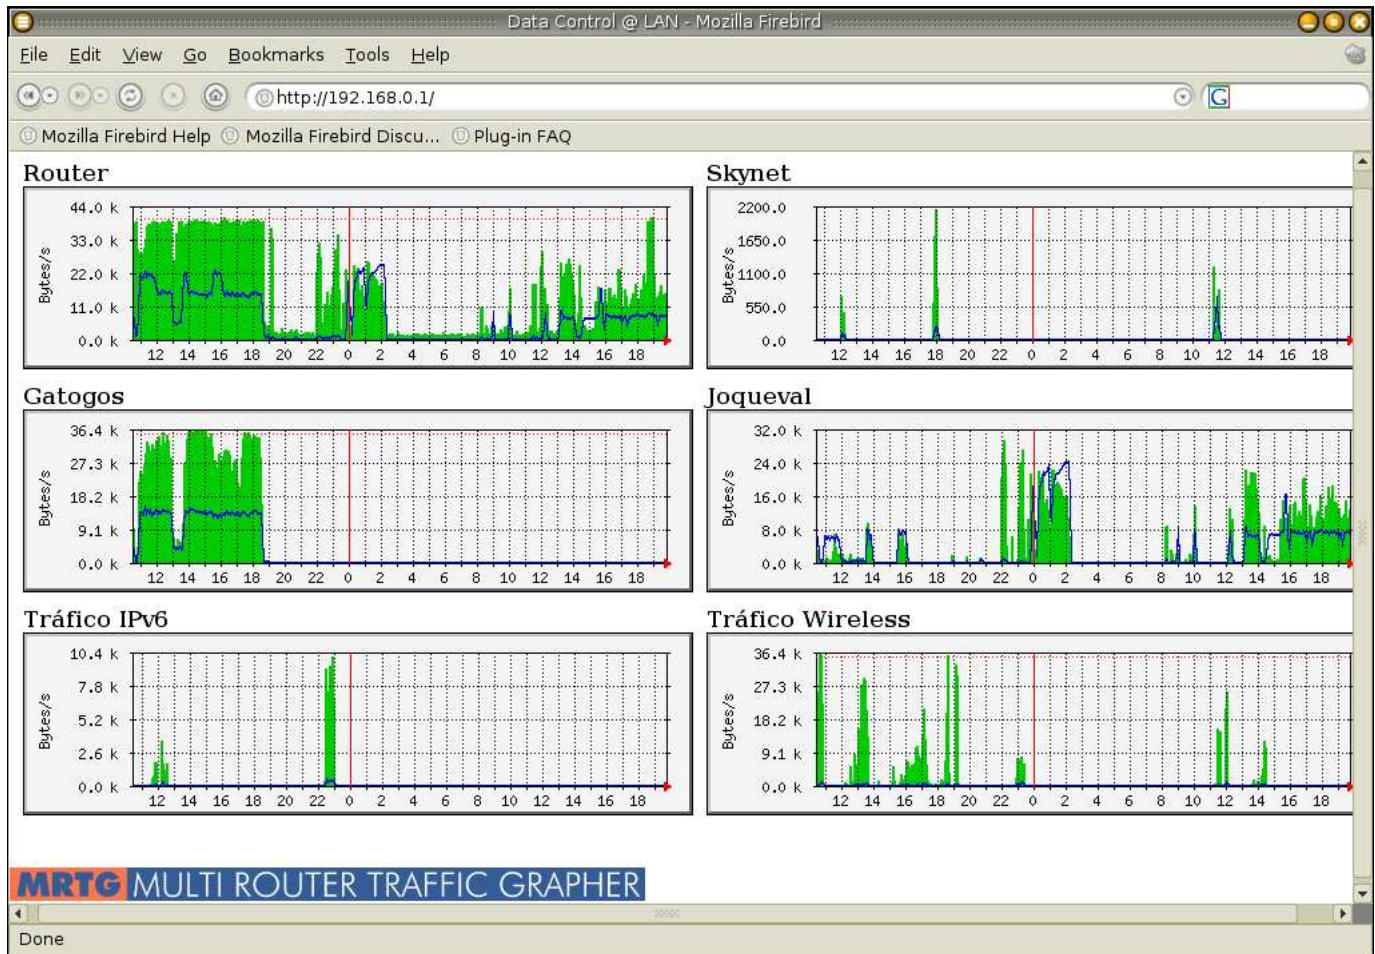 Data Control @ LAN - Mozilla Firebird
File Edit View Go Bookmarks Tools Help
http://192.168.0.1/ G
Mozilla Firebird Help Mozilla Firebird Discu... Plug-in FAQ
Router
44.0 k
33.0 k
22.0 k
11.0 k
0.0 k
Bytes/s
12 14 16 18 20 22 0 2 4 6 8 10 12 14 16 18
Skynet
2200.0
1650.0
1100.0
550.0
0.0
Bytes/s
12 14 16 18 20 22 0 2 4 6 8 10 12 14 16 18
Gatogos
36.4 k
27.3 k
18.2 k
9.1 k
0.0 k
Bytes/s
12 14 16 18 20 22 0 2 4 6 8 10 12 14 16 18
Joqueval
32.0 k
24.0 k
16.0 k
8.0 k
0.0 k
Bytes/s
12 14 16 18 20 22 0 2 4 6 8 10 12 14 16 18
Tráfico IPv6
10.4 k
7.8 k
5.2 k
2.6 k
0.0 k
Bytes/s
12 14 16 18 20 22 0 2 4 6 8 10 12 14 16 18
Tráfico Wireless
36.4 k
27.3 k
18.2 k
9.1 k
0.0 k
Bytes/s
12 14 16 18 20 22 0 2 4 6 8 10 12 14 16 18
MRTG MULTI ROUTER TRAFFIC GRAPHER
Done